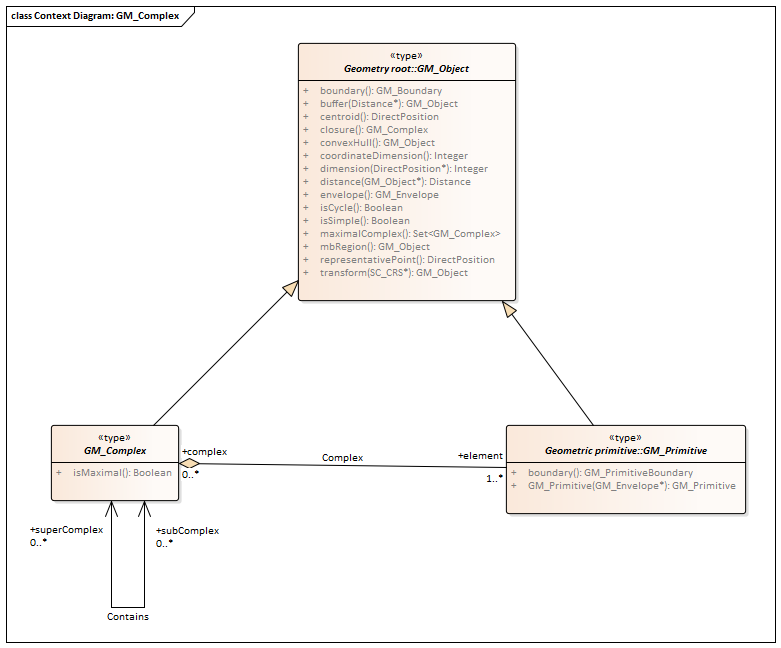 class Context Diagram: GM_Complex
«type»
Geometry root::GM_Object
+ boundary(): GM_Boundary
+ buffer(Distance*): GM_Object
+ centroid(): DirectPosition
+ closure(): GM_Complex
+ convexHull(): GM_Object
+ coordinateDimension(): Integer
+ dimension(DirectPosition*): Integer
+ distance(GM_Object*): Distance
+ envelope(): GM_Envelope
+ isCycle(): Boolean
+ isSimple(): Boolean
+ maximalComplex(): Set<GM_Complex>
+ mbRegion(): GM_Object
+ representativePoint(): DirectPosition
+ transform(SC_CRS*): GM_Object
«type»
GM_Complex
+ isMaximal(): Boolean
+complex
0..*
Complex
+element
1..*
«type»
Geometric primitive::GM_Primitive
+ boundary(): GM_PrimitiveBoundary
+ GM_Primitive(GM_Envelope*): GM_Primitive
+superComplex
0..*
+subComplex
0..*
Contains